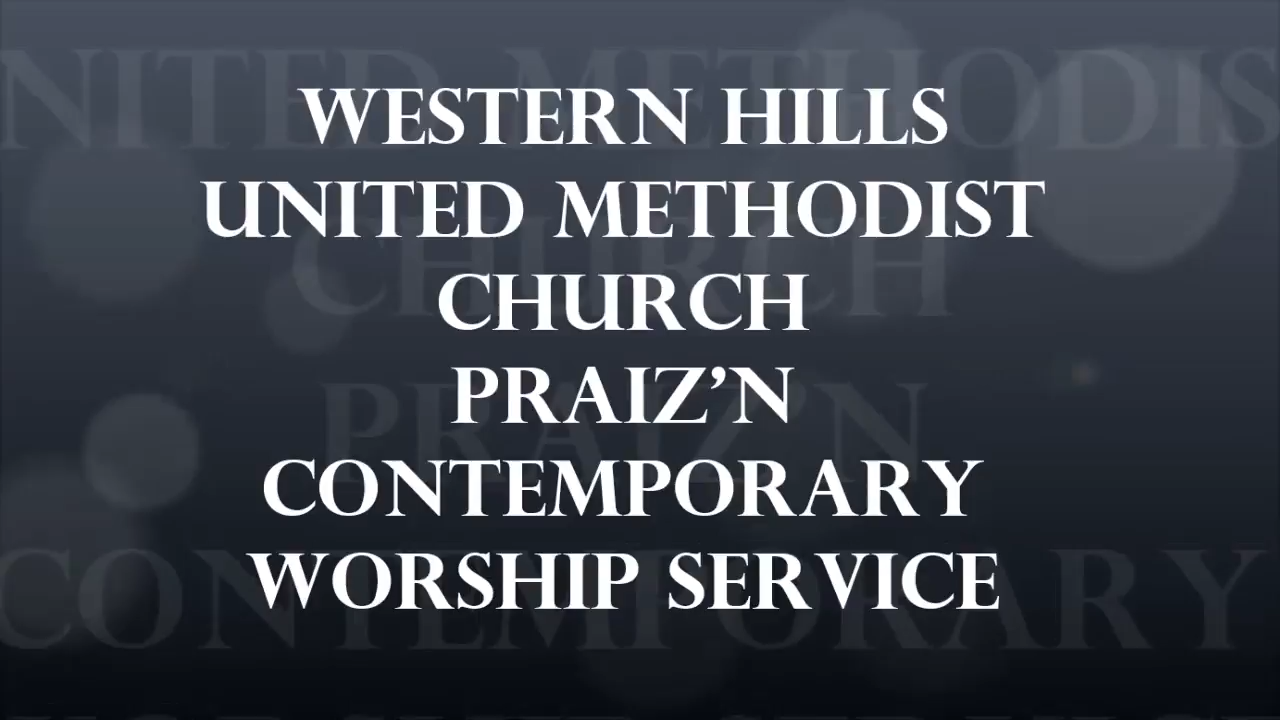 WESTERN HILLS
UNITED METHODIST
CHURCH
PRAIZ'N
CONTEMPORARY
WORSHIP SERVICE